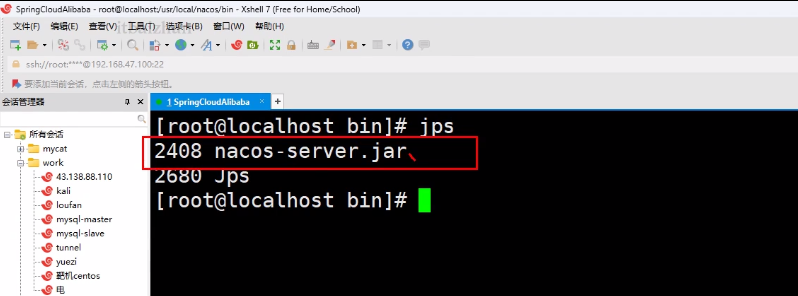 SpringCloudAlibaba - root@localhost:/usr/local/nacos/bin - Xshell 7 (Free for Home/School)
文件(F) 编辑(E) 查看(V) 工具(T) 选项卡(B) 窗口(W) 帮助(H)
itbaizhan
ssh://root:****@192.168.47.100:22
要添加当前会话，点击左侧的箭头按钮。
会话管理器
1 SpringCloudAlibaba
所有会话
mycat
work
43.138.88.110
kali
loufan
mysql-master
mysql-slave
tunnel
yuezi
靶机centos
电
[root@localhost bin]# jps
2408 nacos-server.jar
2680 Jps
[root@localhost bin]#